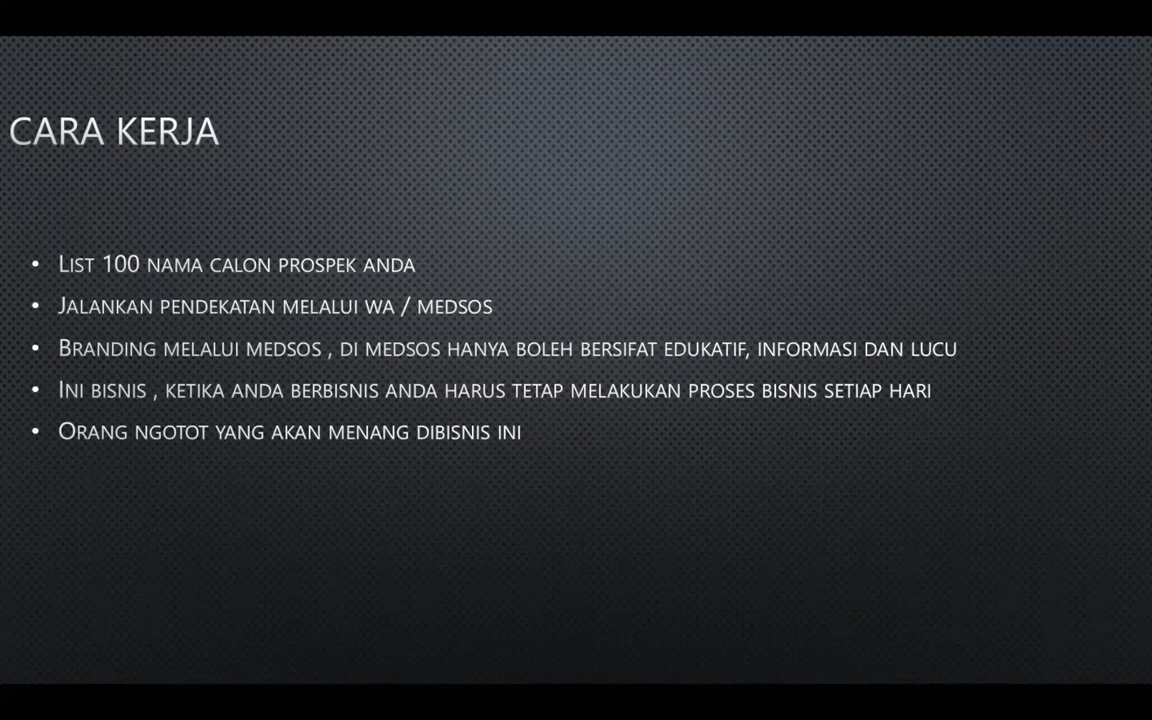 CARA KERJA
• LIST 100 NAMA CALON PROSPEK ANDA
• JALANKAN PENDEKATAN MELALUI WA / MEDSOS
• BRANDING MELALUI MEDSOS , DI MEDSOS HANYA BOLEH BERSIFAT EDUKATIF, INFORMASI DAN LUCU
• INI BISNIS , KETIKA ANDA BERBISNIS ANDA HARUS TETAP MELAKUKAN PROSES BISNIS SETIAP HARI
• ORANG NGOTOT YANG AKAN MENANG DIBISNIS INI